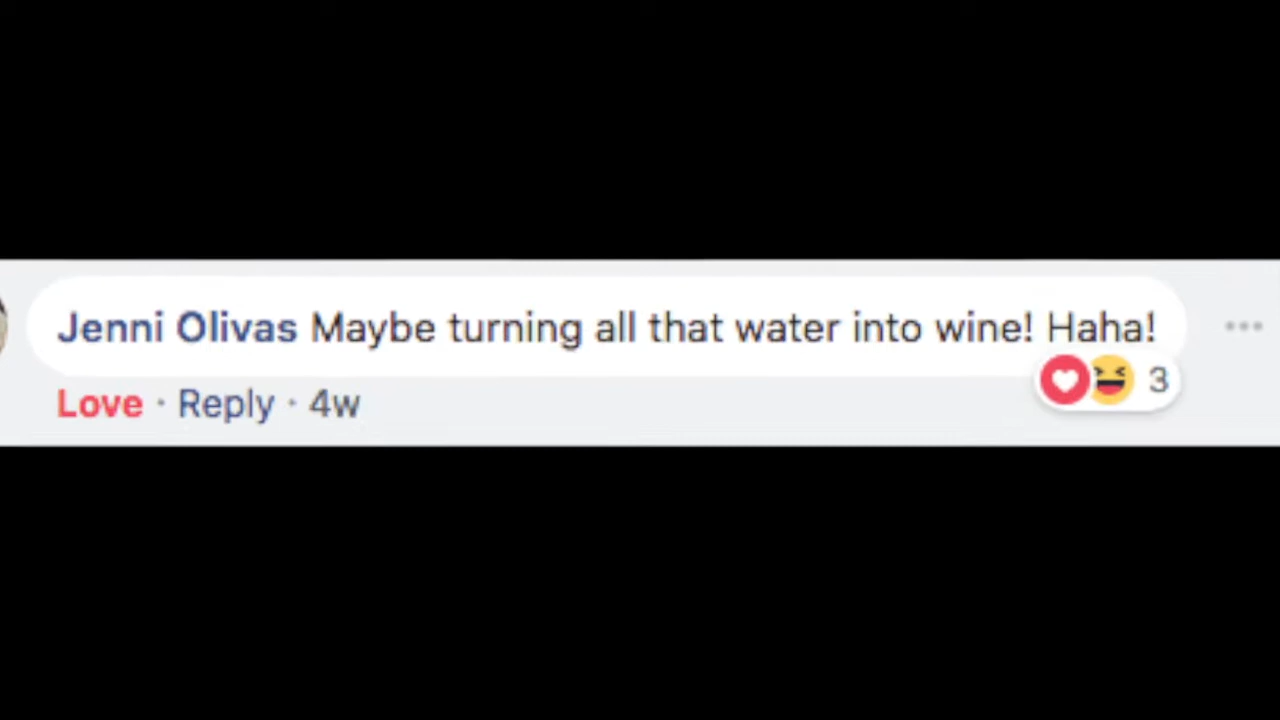 Jenni Olivas Maybe turning all that water into wine! Haha!
3
Love · Reply · 4w